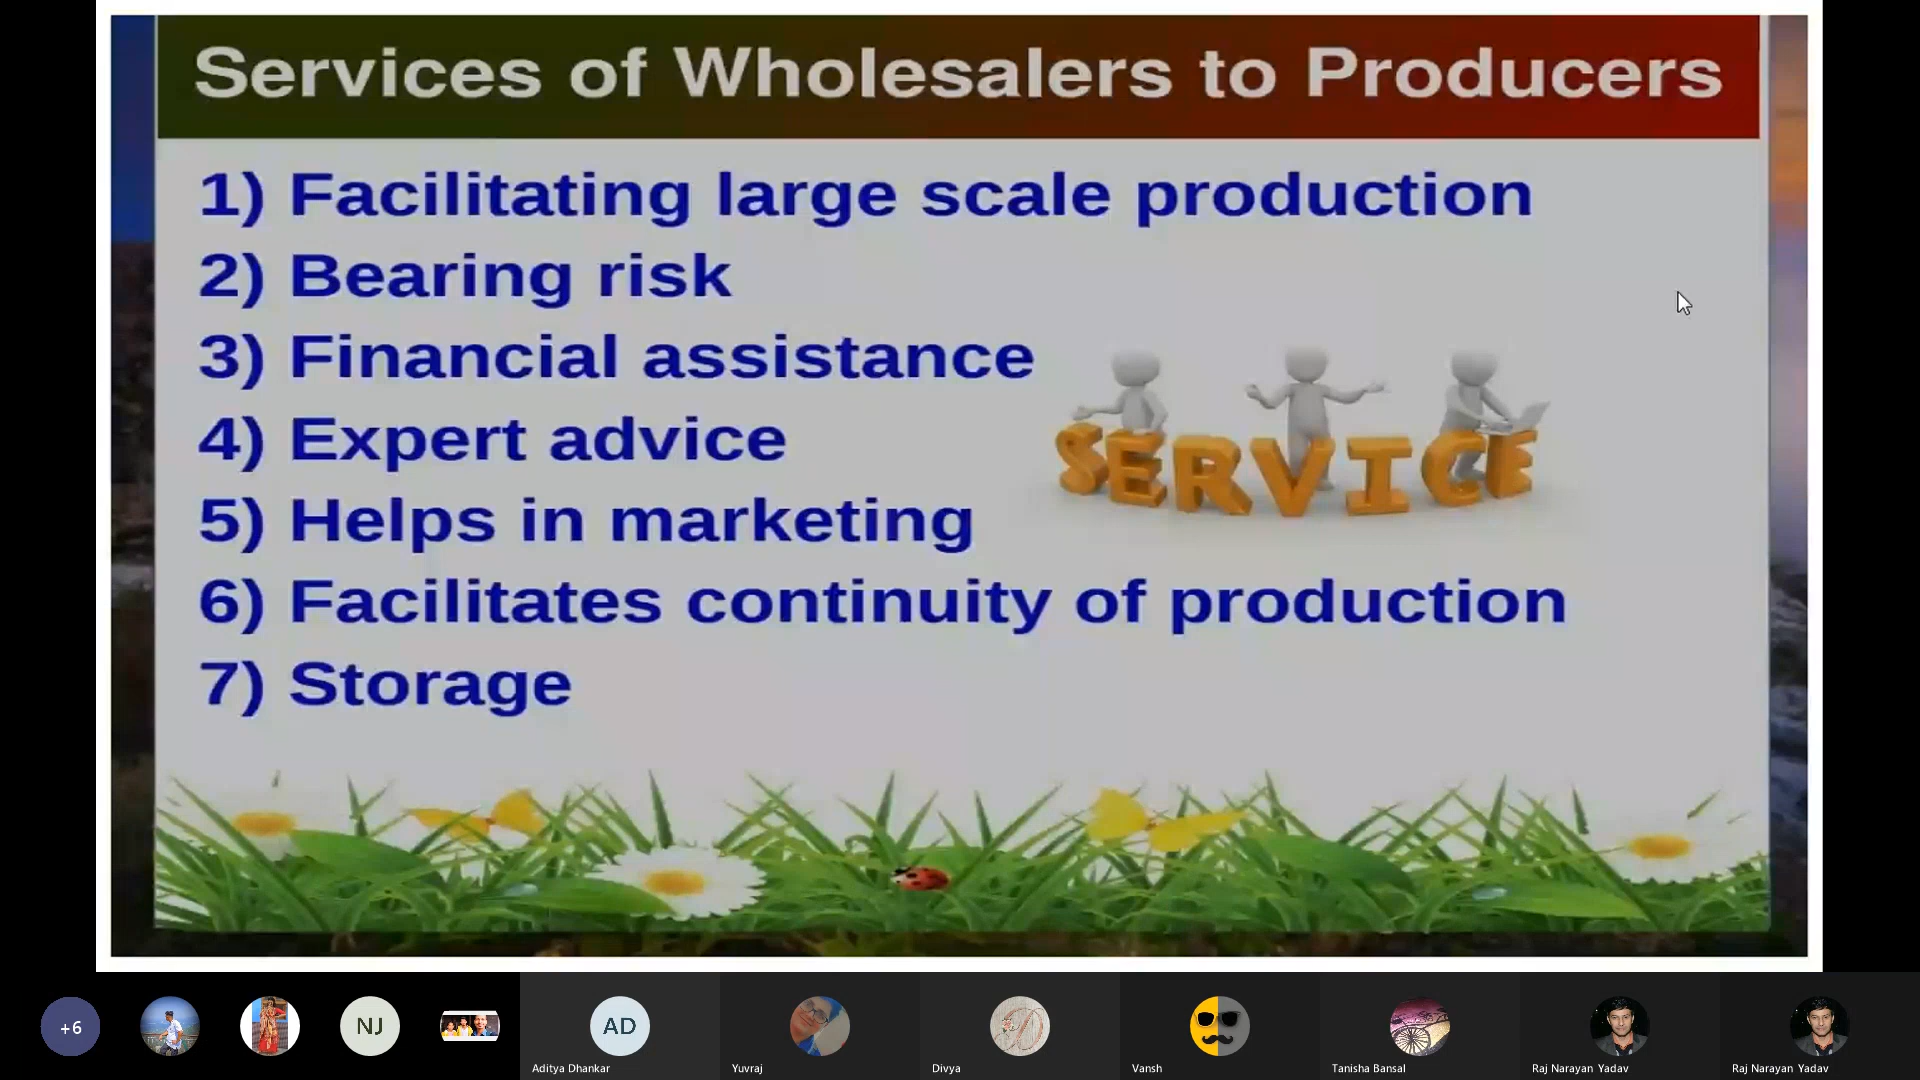 Services of Wholesalers to Producers
1) Facilitating large scale production
2) Bearing risk
3) Financial assistance
4) Expert advice
5) Helps in marketing
6) Facilitates continuity of production
7) Storage
SERVICE
+6
NJ
AD
Aditya Dhankar
Yuvraj
Divya
Vansh
Tanisha Bansal
Raj Narayan Yadav
Raj Narayan Yadav